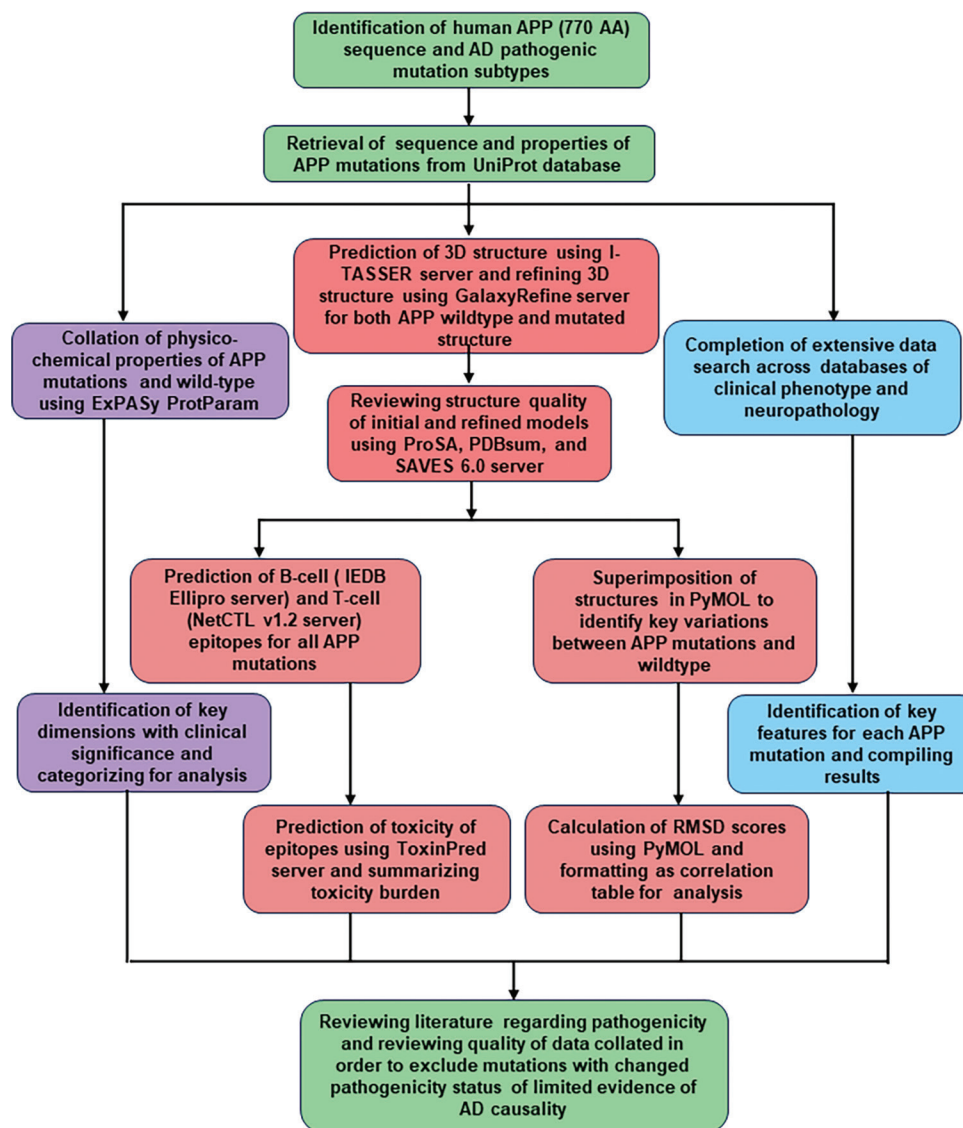 Identification of human APP (770 AA)
sequence and AD pathogenic
mutation subtypes
Retrieval of sequence and properties of
APP mutations from UniProt database
Prediction of 3D structure using I-
TASSER server and refining 3D
structure using GalaxyRefine server
for both APP wildtype and mutated
structure
Collation of physico-
chemical properties of APP
mutations and wild-type
using ExPASy ProtParam
Completion of extensive data
search across databases of
clinical phenotype and
neuropathology
Reviewing structure quality
of initial and refined models
using ProSA, PDBsum, and
SAVES 6.0 server
Prediction of B-cell ( IEDB
Ellipro server) and T-cell
(NetCTL v1.2 server)
epitopes for all APP
mutations
Superimposition of
structures in PyMOL to
identify key variations
between APP mutations and
wildtype
Identification of key
dimensions with clinical
significance and
categorizing for analysis
Identification of key
features for each APP
mutation and compiling
results
Prediction of toxicity of
epitopes using ToxinPred
server and summarizing
toxicity burden
Calculation of RMSD scores
using PyMOL and
formatting as correlation
table for analysis
Reviewing literature regarding pathogenicity
and reviewing quality of data collated in
order to exclude mutations with changed
pathogenicity status of limited evidence of
AD causality